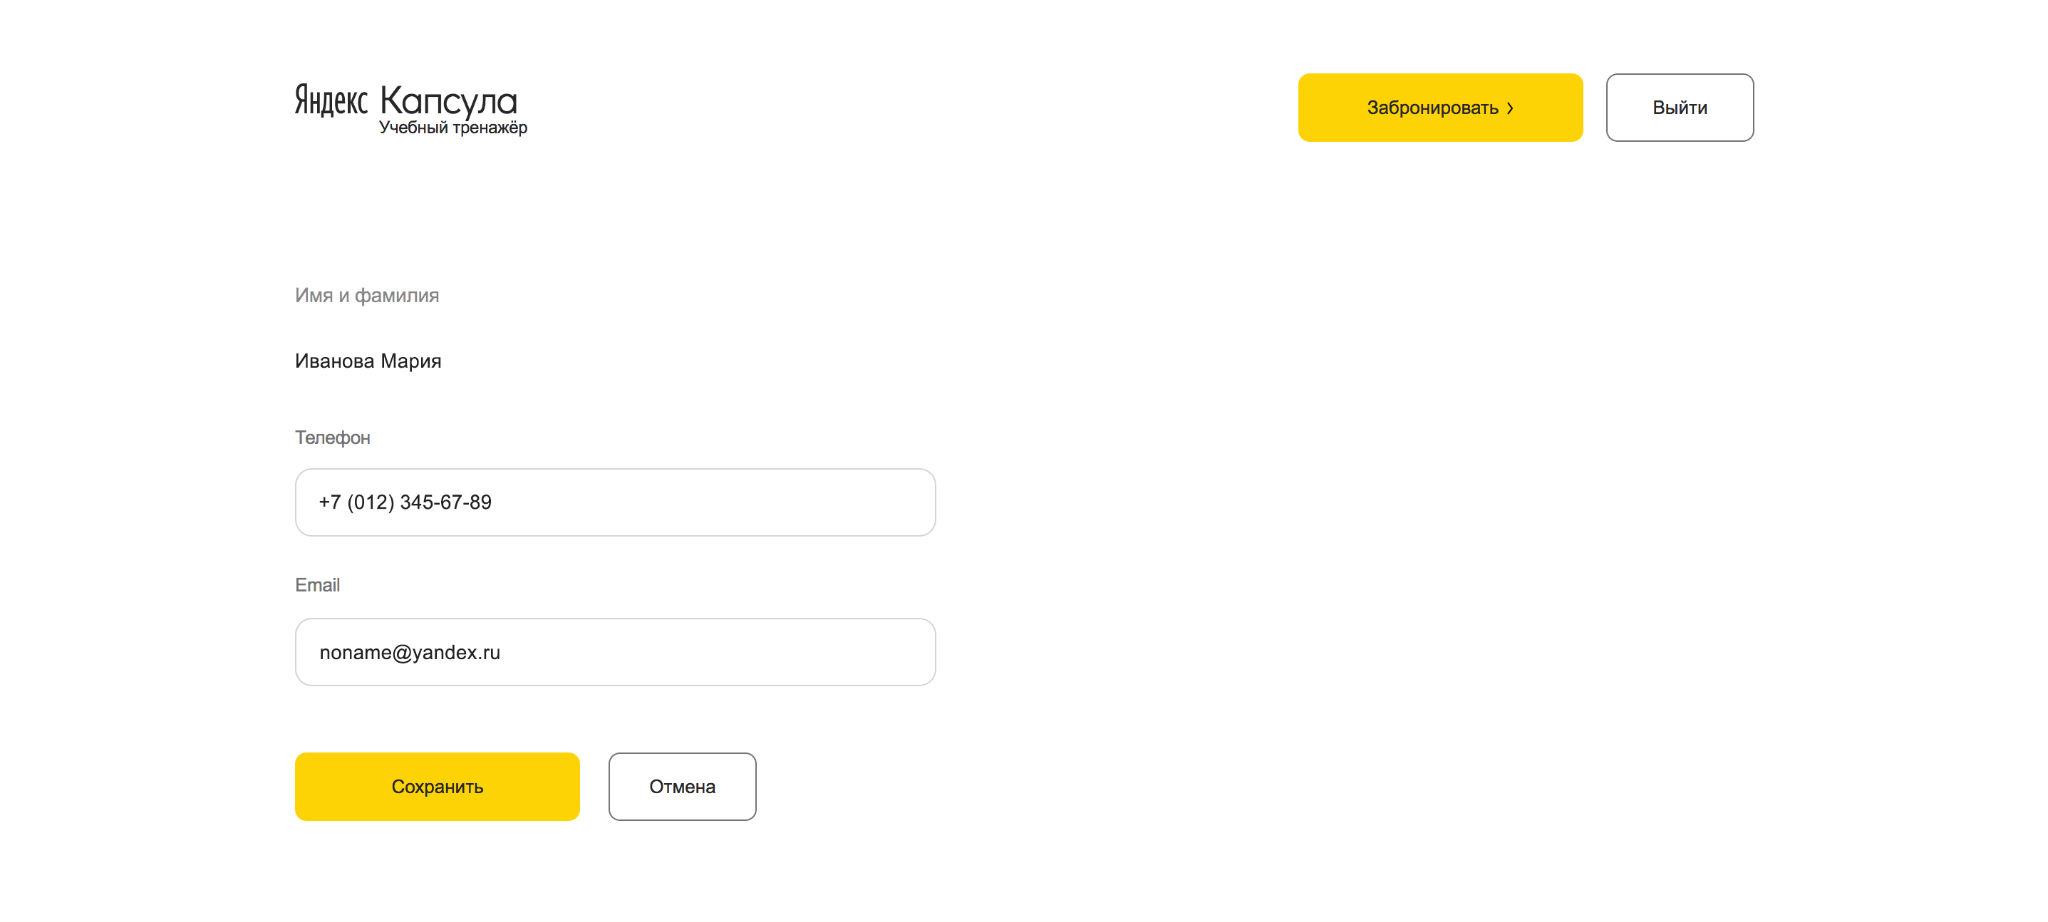 Яндекс Капсула
Учебный тренажёр
Забронировать >
Выйти
Имя и фамилия
Иванова Мария
Телефон
+7 (012) 345-67-89
Email
noname@yandex.ru
Сохранить
Отмена